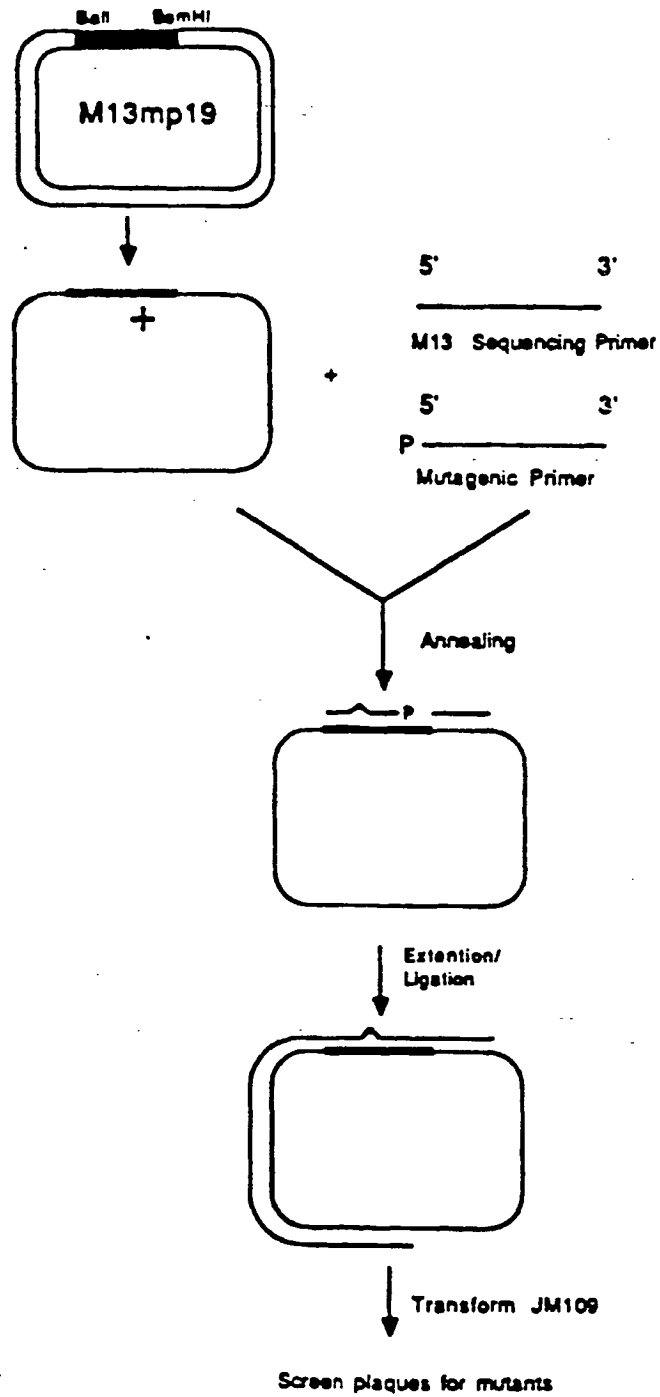 BamHI
M13mp19
+
5' 3'
M13 Sequencing Primer
+
5' 3'
P
Mutagenic Primer
Annealing
P
Extention/
Ligation
Transform JM109
Screen plaques for mutants